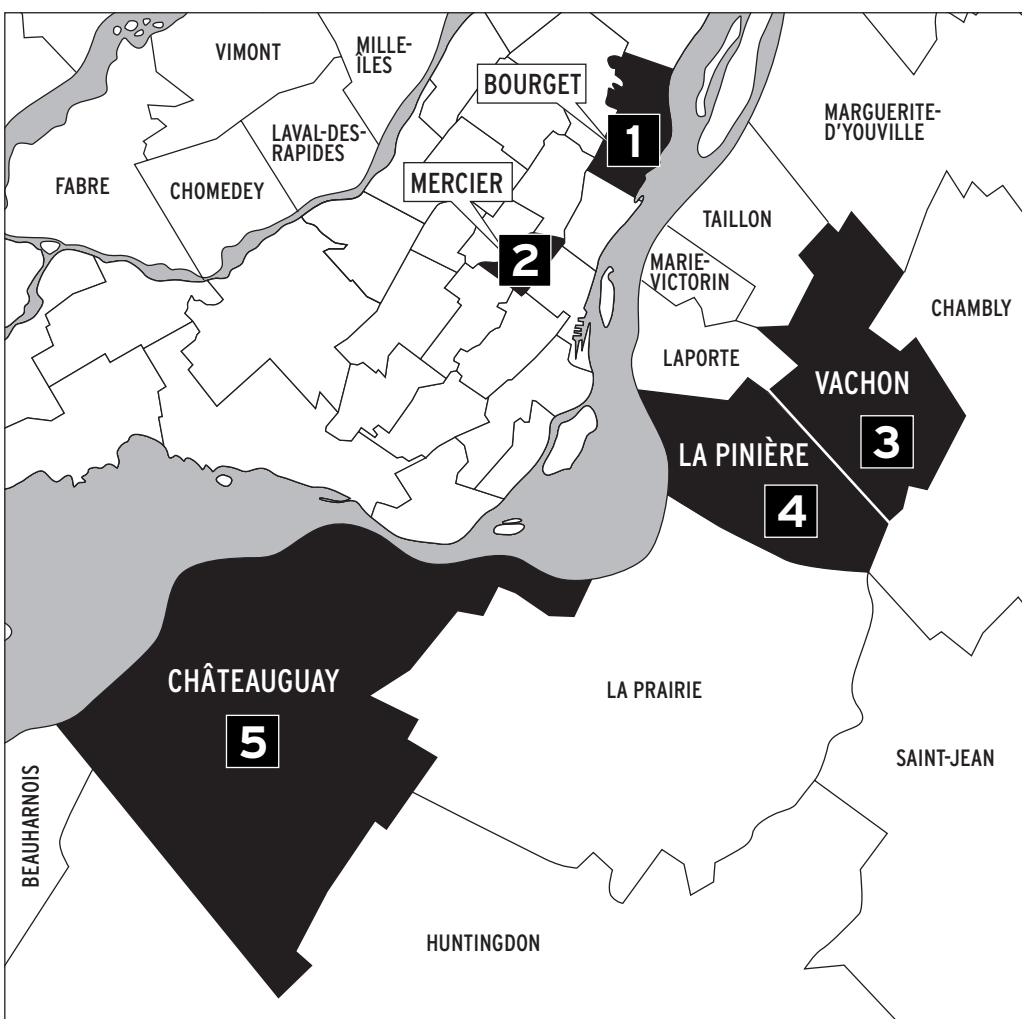 VIMONT
MILLE-
ÎLES
BOURGET
MARGUERITE-
D'YOUVILLE
1
LAVAL-DES-
RAPIDES
FABRE
CHOMEDEY
MERCIER
TAILLON
2
MARIE-
VICTORIN
CHAMBLY
LAPORTE
VACHON
3
LA PINIÈRE
4
CHÂTEAUGUAY
5
LA PRAIRIE
SAINT-JEAN
BEAUHARNOIS
HUNTINGDON